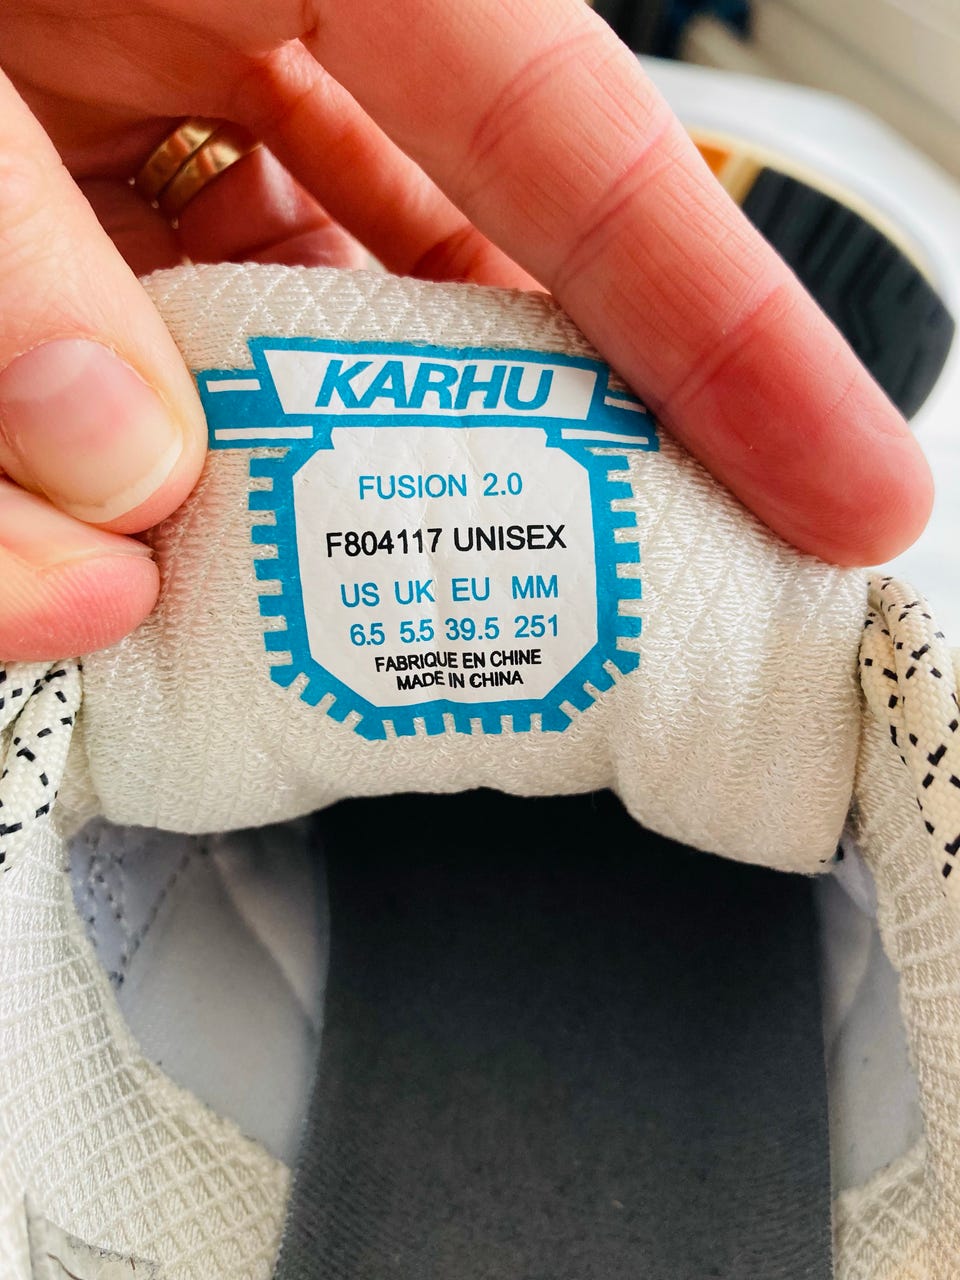 KARHU
FUSION 2.0
F804117 UNISEX
US UK EU MM
6.5 5.5 39.5 251
FABRIQUE EN CHINE
MADE IN CHINA